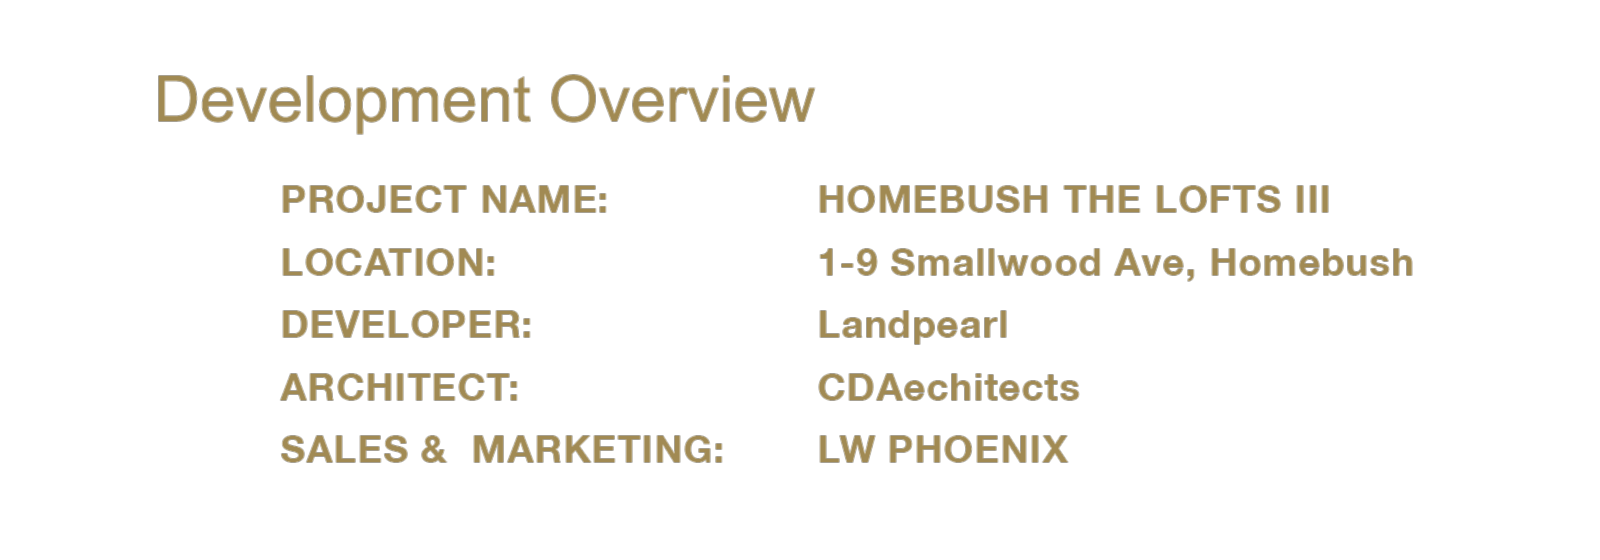 Development Overview
PROJECT NAME: HOMEBUSH THE LOFTS III
LOCATION: 1-9 Smallwood Ave, Homebush
DEVELOPER: Landpearl
ARCHITECT: CDAechitects
SALES &  MARKETING: LW PHOENIX